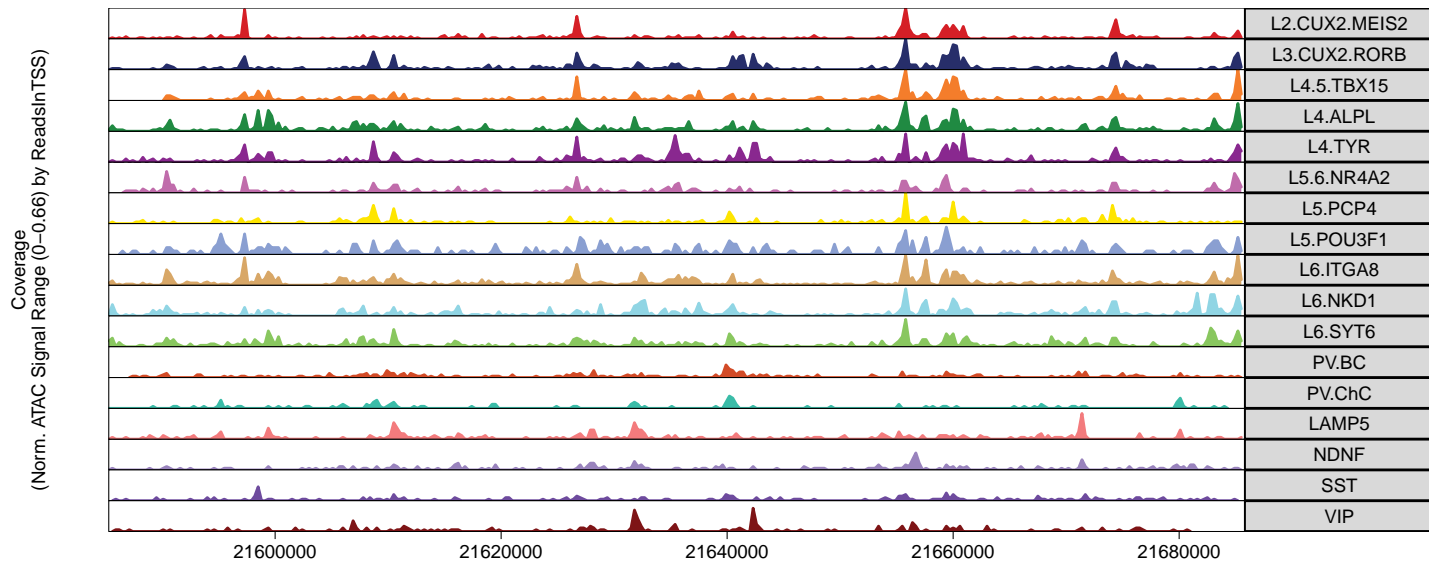 Coverage
(Norm. ATAC Signal Range (0−0.66) by ReadsInTSS)
L2.CUX2.MEIS2
L3.CUX2.RORB
L4.5.TBX15
L4.ALPL
L4.TYR
L5.6.NR4A2
L5.PCP4
L5.POU3F1
L6.ITGA8
L6.NKD1
L6.SYT6
PV.BC
PV.ChC
LAMP5
NDNF
SST
VIP
21600000 21620000 21640000 21660000 21680000